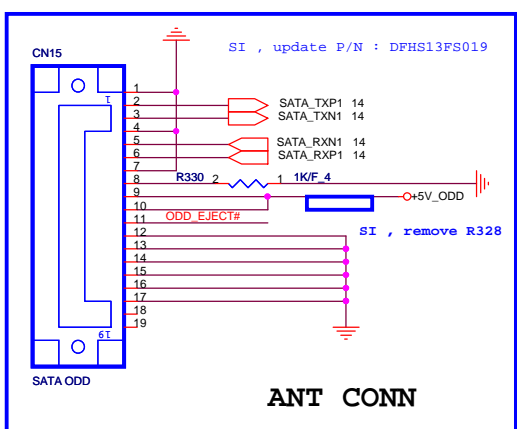 CN15
SI , update P/N : DFHS13FS019
1
1
2
SATA_TXP1 14
3
SATA_TXN1 14
4
5
SATA_RXN1 14
6
SATA_RXP1 14
7
8
R330 2 1 1K/F_4
9
+5V_ODD
10
11
ODD_EJECT#
SI , remove R328
12
13
14
15
16
17
18
19
19
SATA ODD
ANT CONN